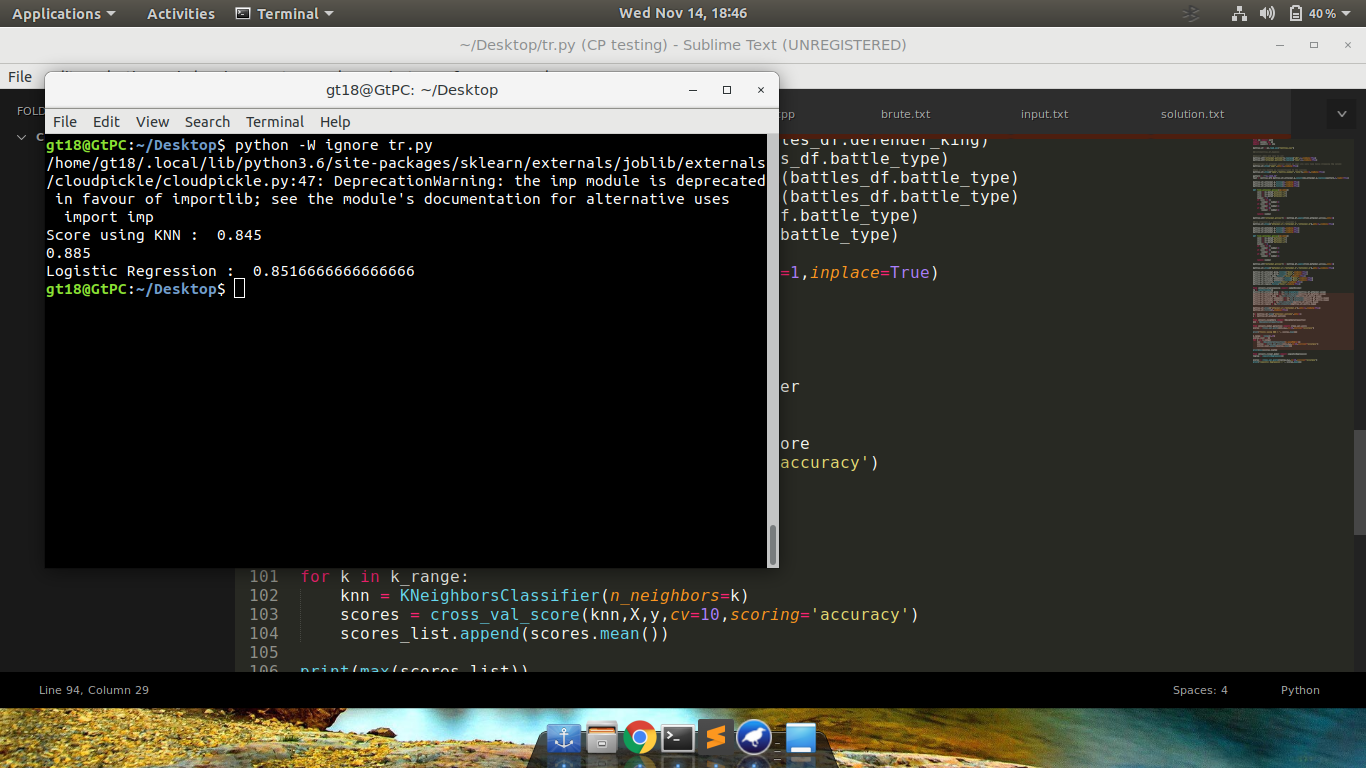 Applications
Activities
Terminal
Wed Nov 14, 18:46
40%
~/Desktop/tr.py (CP testing) - Sublime Text (UNREGISTERED)
File
gt18@GtPC: ~/Desktop
File Edit View Search Terminal Help
gt18@GtPC:~/Desktop$ python -W ignore tr.py
/home/gt18/.local/lib/python3.6/site-packages/sklearn/externals/joblib/externals
/cloudpickle/cloudpickle.py:47: DeprecationWarning: the imp module is deprecated
in favour of importlib; see the module's documentation for alternative uses
import imp
Score using KNN : 0.845
0.885
Logistic Regression : 0.8516666666666666
gt18@GtPC:~/Desktop$
FOLD
C
pp
brute.txt
input.txt
solution.txt
les_df.defender_king)
s_df.battle_type)
(battles_df.battle_type)
(battles_df.battle_type)
f.battle_type)
battle_type)
=1,inplace=True)
er
ore
accuracy')
101 for k in k_range:
102 knn = KNeighborsClassifier(n_neighbors=k)
103 scores = cross_val_score(knn,X,y,cv=10,scoring='accuracy')
104 scores_list.append(scores.mean())
105
106 print(max(scores_list))
Line 94, Column 29
Spaces: 4
Python